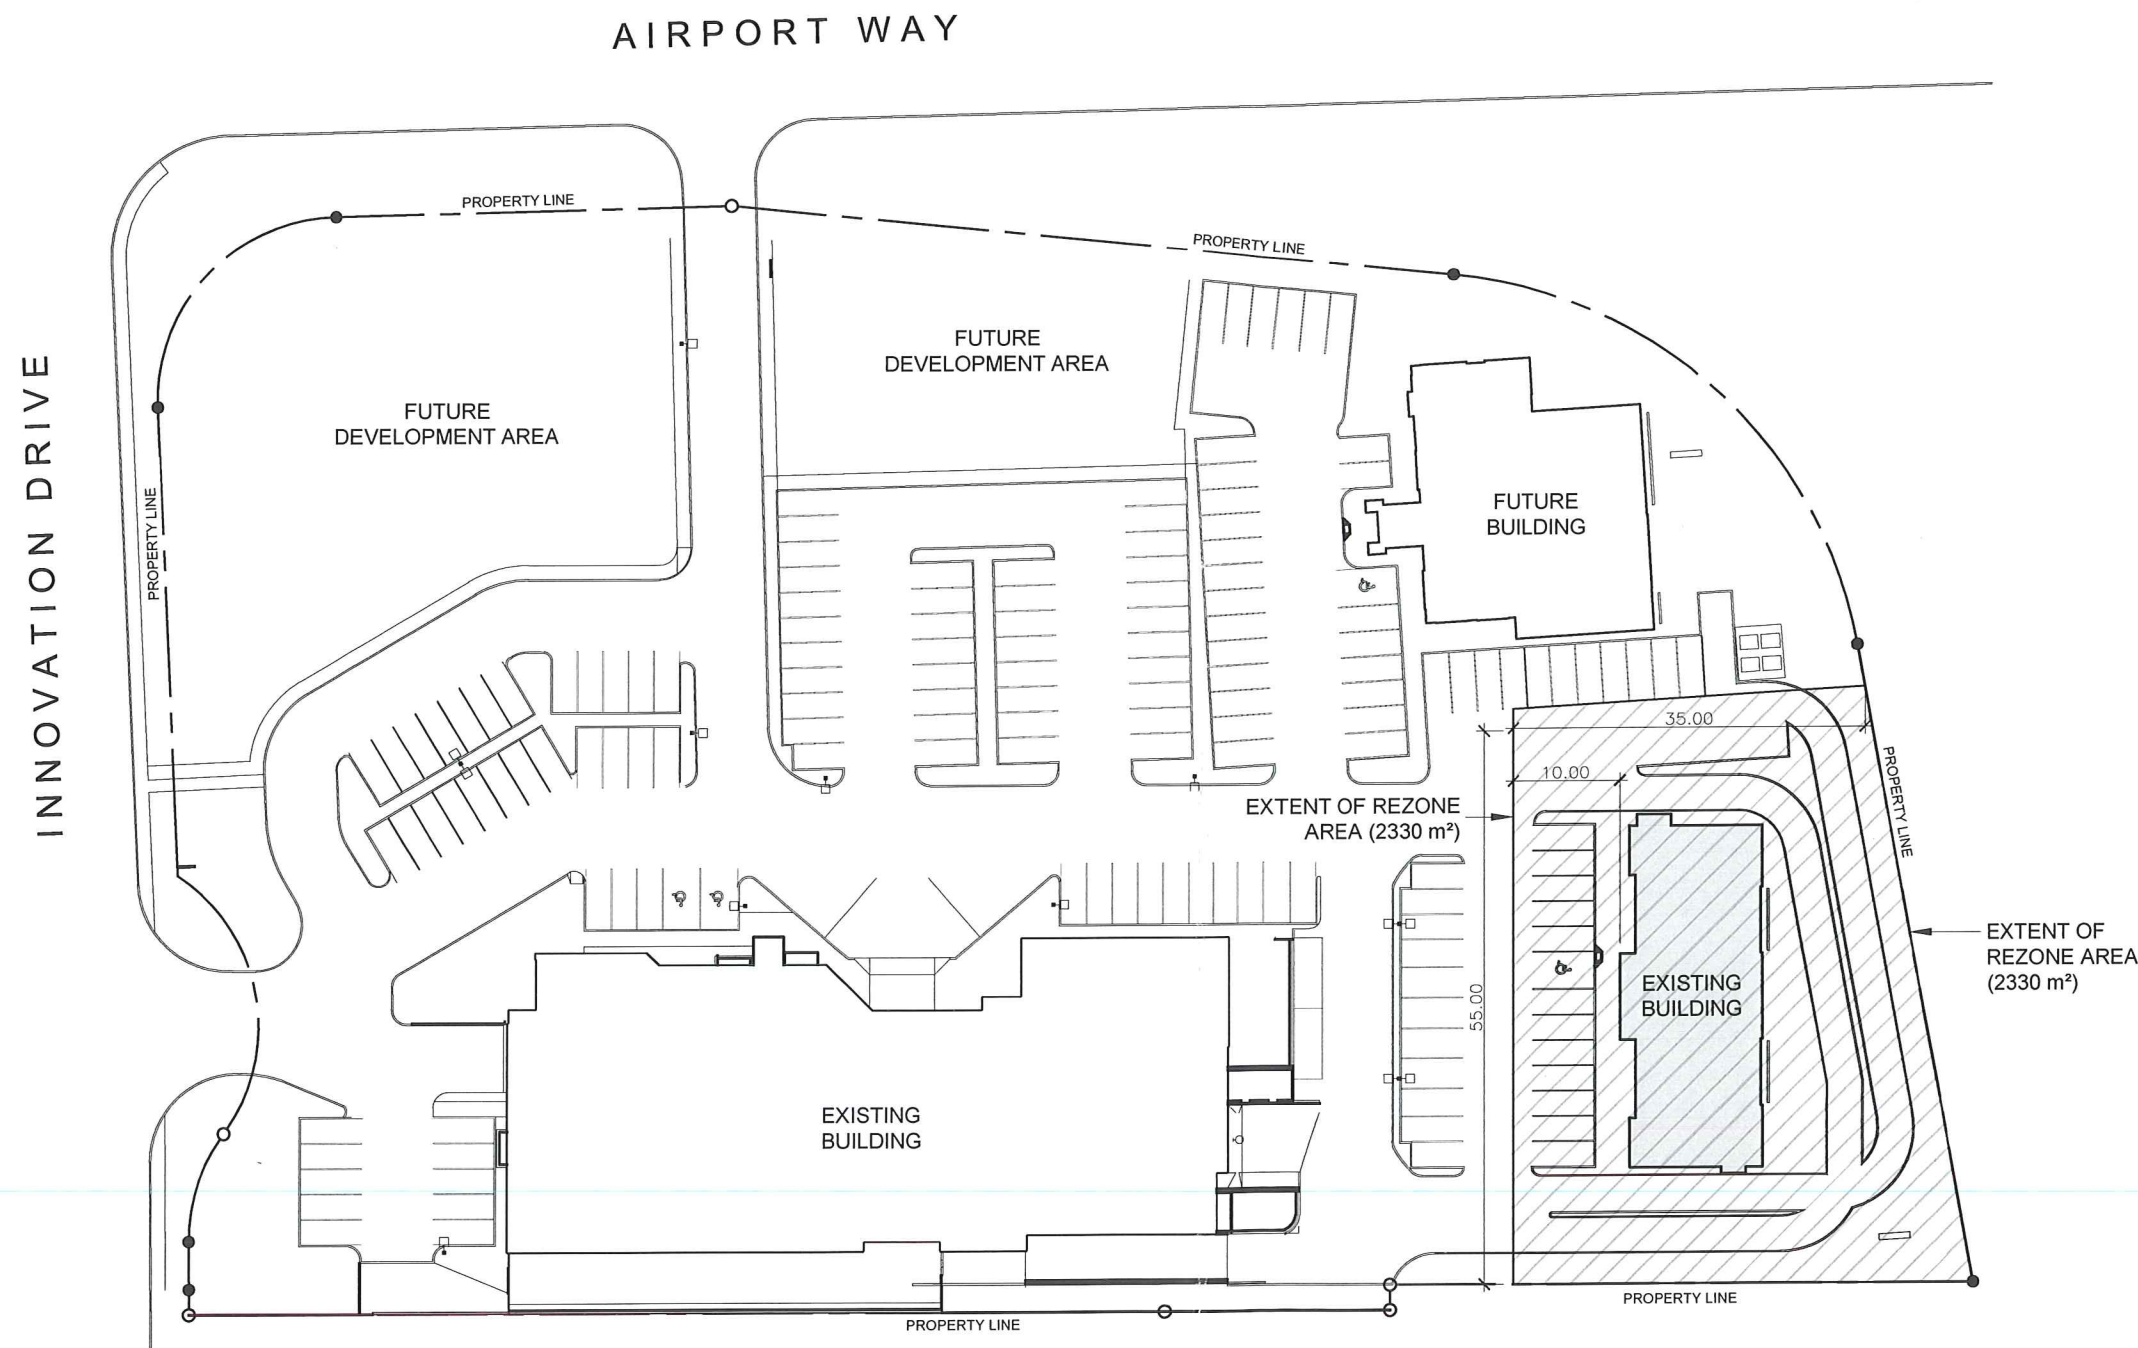 AIRPORT WAY
PROPERTY LINE
PROPERTY LINE
FUTURE
DEVELOPMENT AREA
FUTURE
DEVELOPMENT AREA
INNOVATION DRIVE
PROPERTY LINE
FUTURE
BUILDING
35.00
10.00
PROPERTY LINE
EXTENT OF REZONE
AREA (2330 m²)
EXTENT OF
REZONE AREA
(2330 m²)
55.00
EXISTING
BUILDING
EXISTING
BUILDING
PROPERTY LINE
PROPERTY LINE